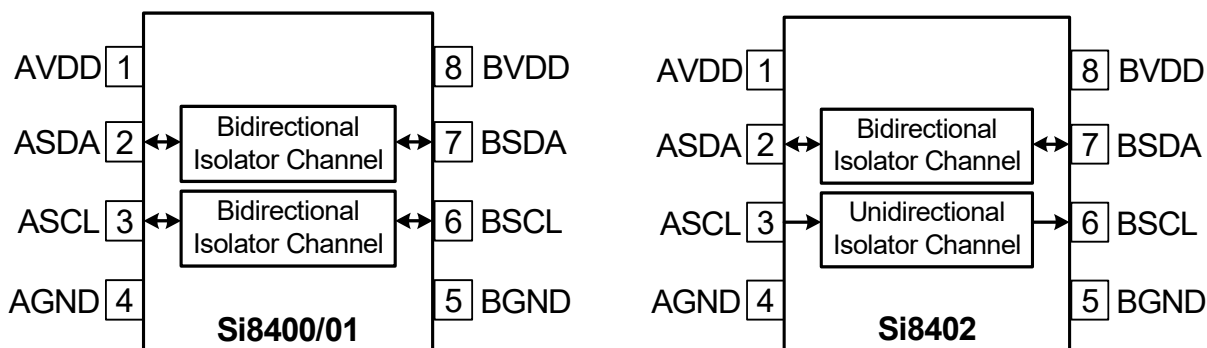 AVDD 1
8 BVDD
Bidirectional
Isolator Channel
ASDA 2
7 BSDA
Bidirectional
Isolator Channel
ASCL 3
6 BSCL
AGND 4
5 BGND
Si8400/01
AVDD 1
8 BVDD
Bidirectional
Isolator Channel
ASDA 2
7 BSDA
Unidirectional
Isolator Channel
ASCL 3
6 BSCL
AGND 4
5 BGND
Si8402